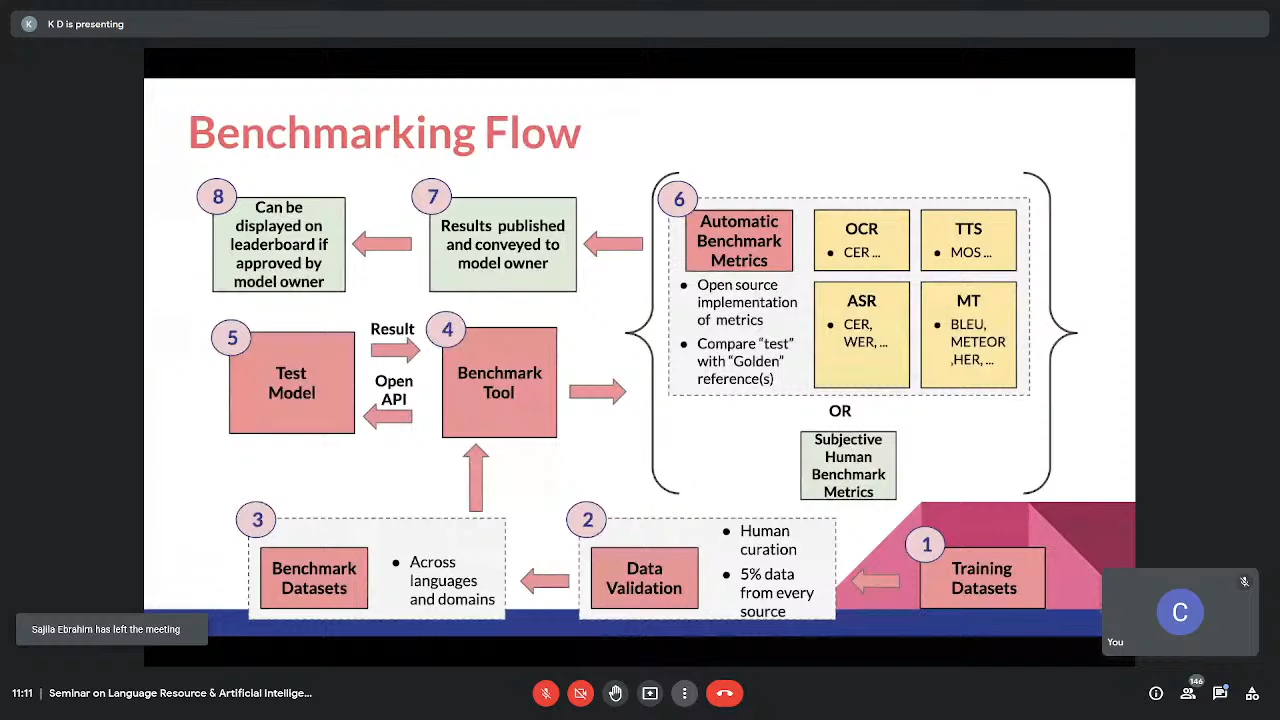 K
K D is presenting
Benchmarking Flow
8
Can be
displayed on
leaderboard if
approved by
model owner
7
Results published
and conveyed to
model owner
6
Automatic
Benchmark
Metrics
• Open source
implementation
of metrics
• Compare “test”
with “Golden”
reference(s)
OCR
• CER ...
TTS
• MOS ...
ASR
• CER,
WER, ...
MT
• BLEU,
METEOR
,HER, ...
OR
Subjective
Human
Benchmark
Metrics
5
Test
Model
Result
Open
API
4
Benchmark
Tool
3
Benchmark
Datasets
• Across
languages
and domains
2
Data
Validation
• Human
curation
• 5% data
from every
source
1
Training
Datasets
Sajila Ebrahim has left the meeting
C
You
11:11 | Seminar on Language Resource & Artificial Intellige...
146